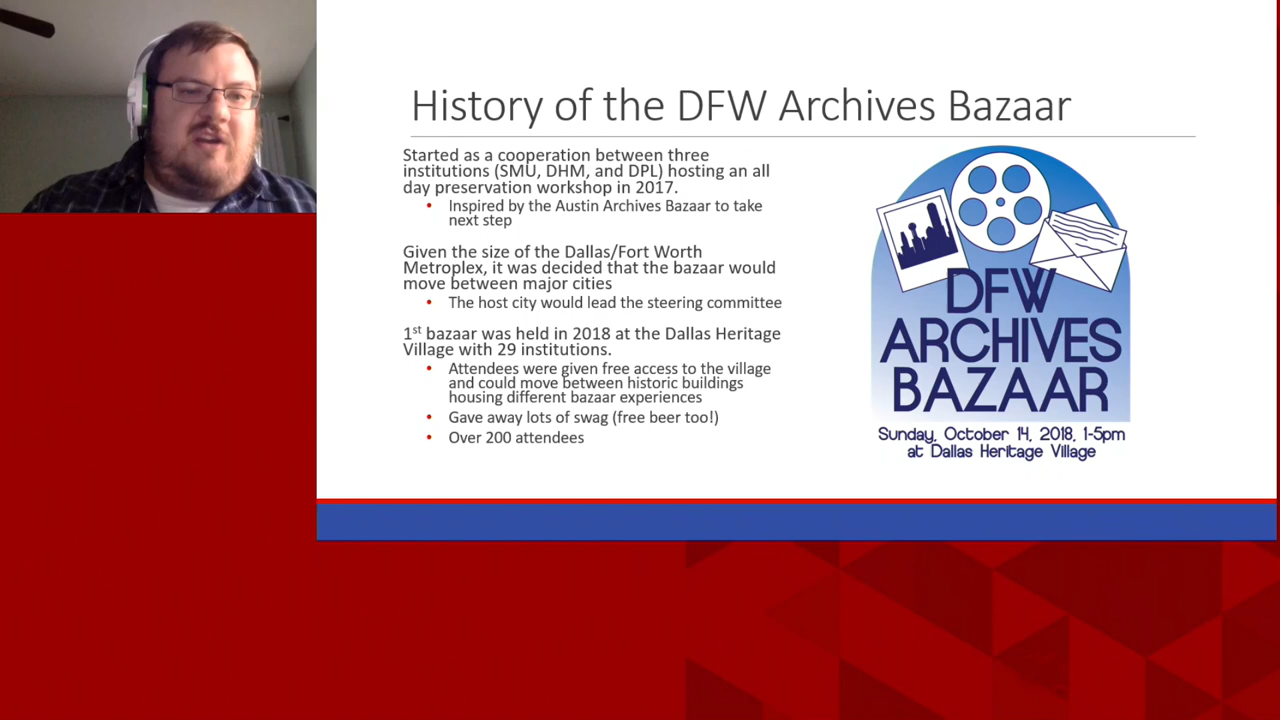 History of the DFW Archives Bazaar
Started as a cooperation between three
institutions (SMU, DHM, and DPL) hosting an all
day preservation workshop in 2017.
• Inspired by the Austin Archives Bazaar to take
next step
Given the size of the Dallas/Fort Worth
Metroplex, it was decided that the bazaar would
move between major cities
• The host city would lead the steering committee
1st bazaar was held in 2018 at the Dallas Heritage
Village with 29 institutions.
• Attendees were given free access to the village
and could move between historic buildings
housing different bazaar experiences
• Gave away lots of swag (free beer too!)
• Over 200 attendees
DFW
ARCHIVES
BAZAAR
Sunday, October 14, 2018, 1-5pm
at Dallas Heritage Village